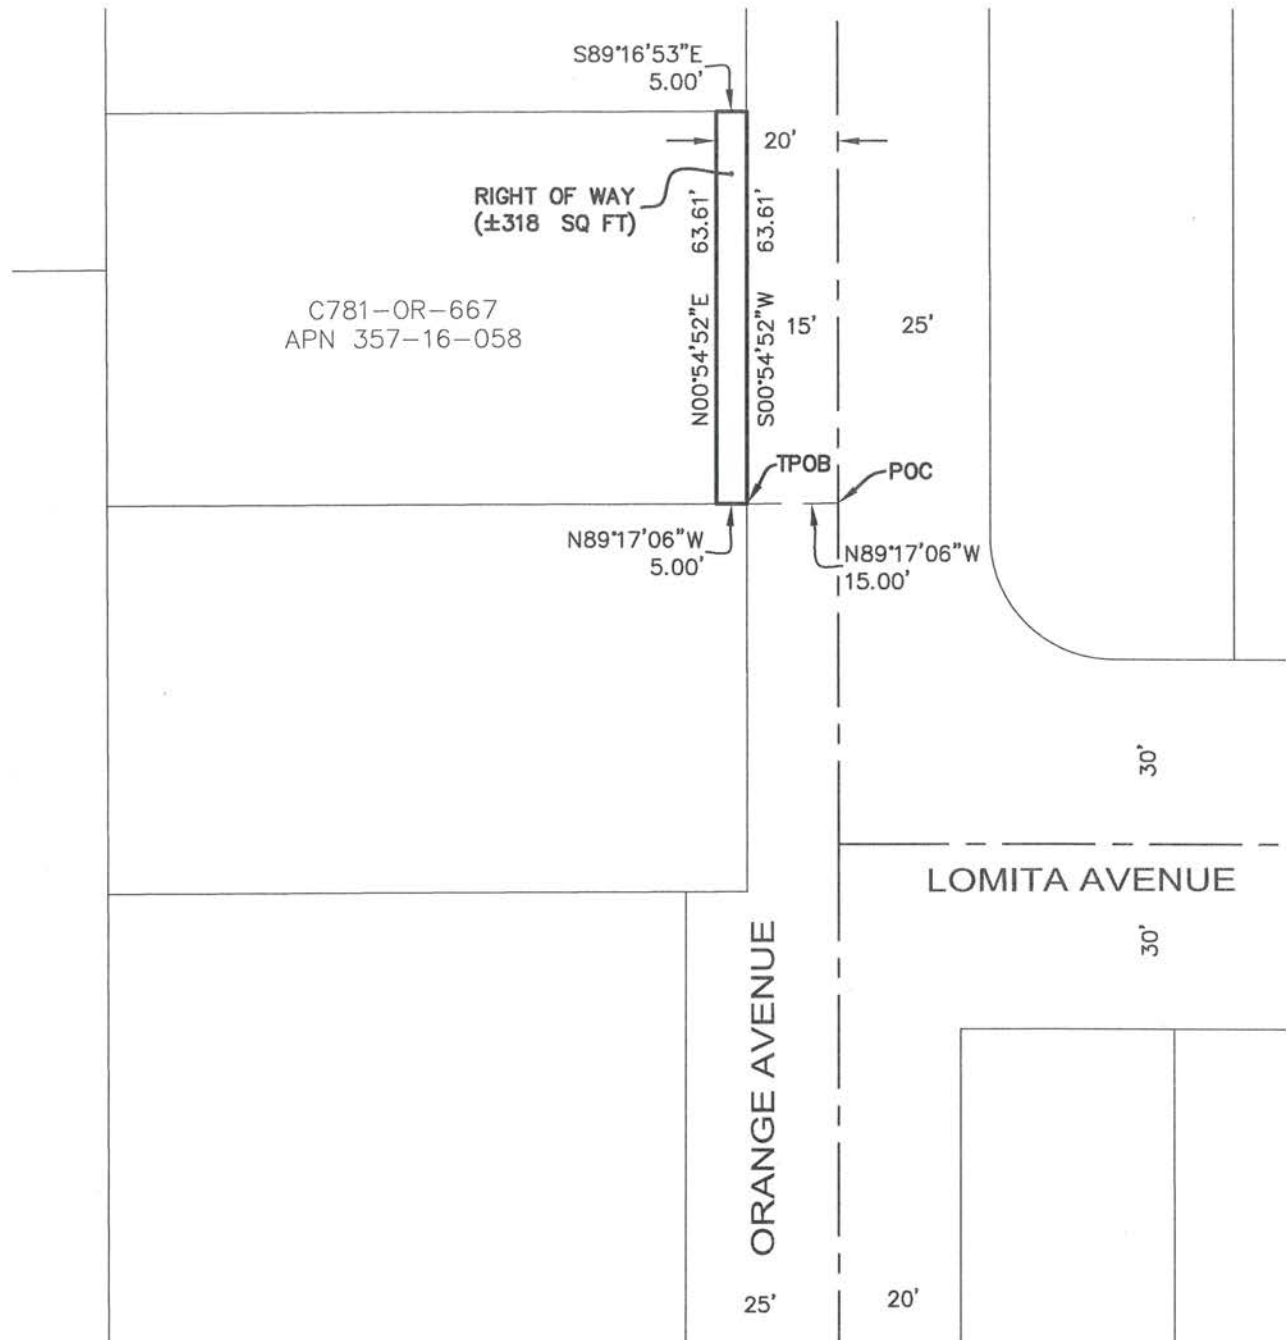 S89°16'53"E
5.00'
20'
RIGHT OF WAY
(±318 SQ FT)
63.61'
63.61'
C781-OR-667
APN 357-16-058
N00°54'52"E
S00°54'52"W
15'
25'
TPOB
POC
N89°17'06"W
5.00'
N89°17'06"W
15.00'
30'
LOMITA AVENUE
30'
ORANGE AVENUE
25'
20'